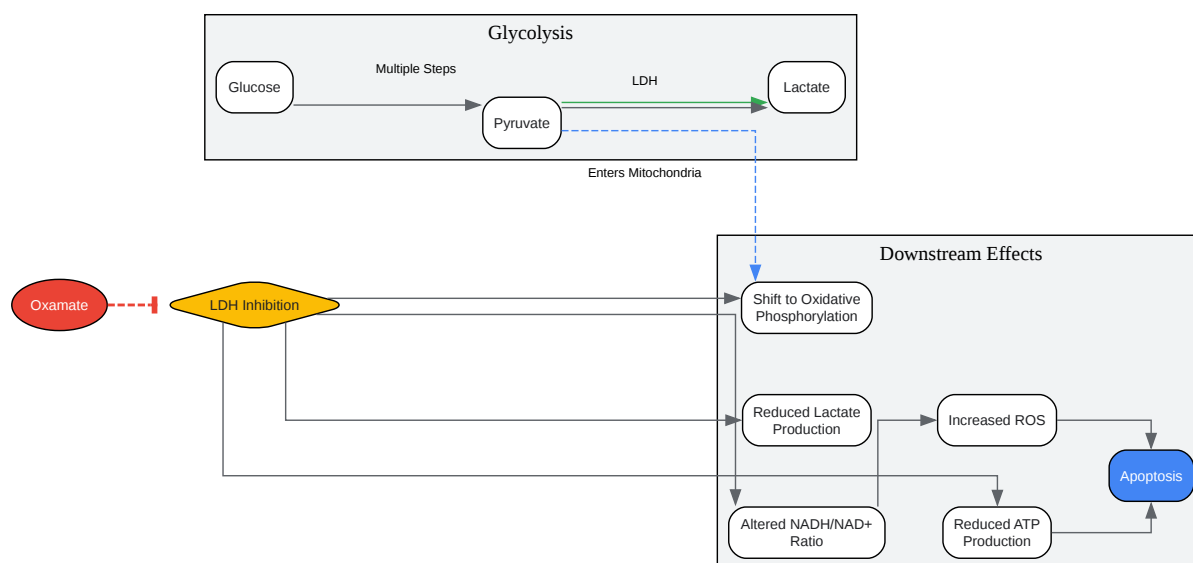 Glycolysis
Multiple Steps
LDH
Glucose
Lactate
Pyruvate
Enters Mitochondria
Downstream Effects
Oxamate
LDH Inhibition
Shift to Oxidative
Phosphorylation
Reduced Lactate
Production
Increased ROS
Apoptosis
Altered NADH/NAD+
Ratio
Reduced ATP
Production